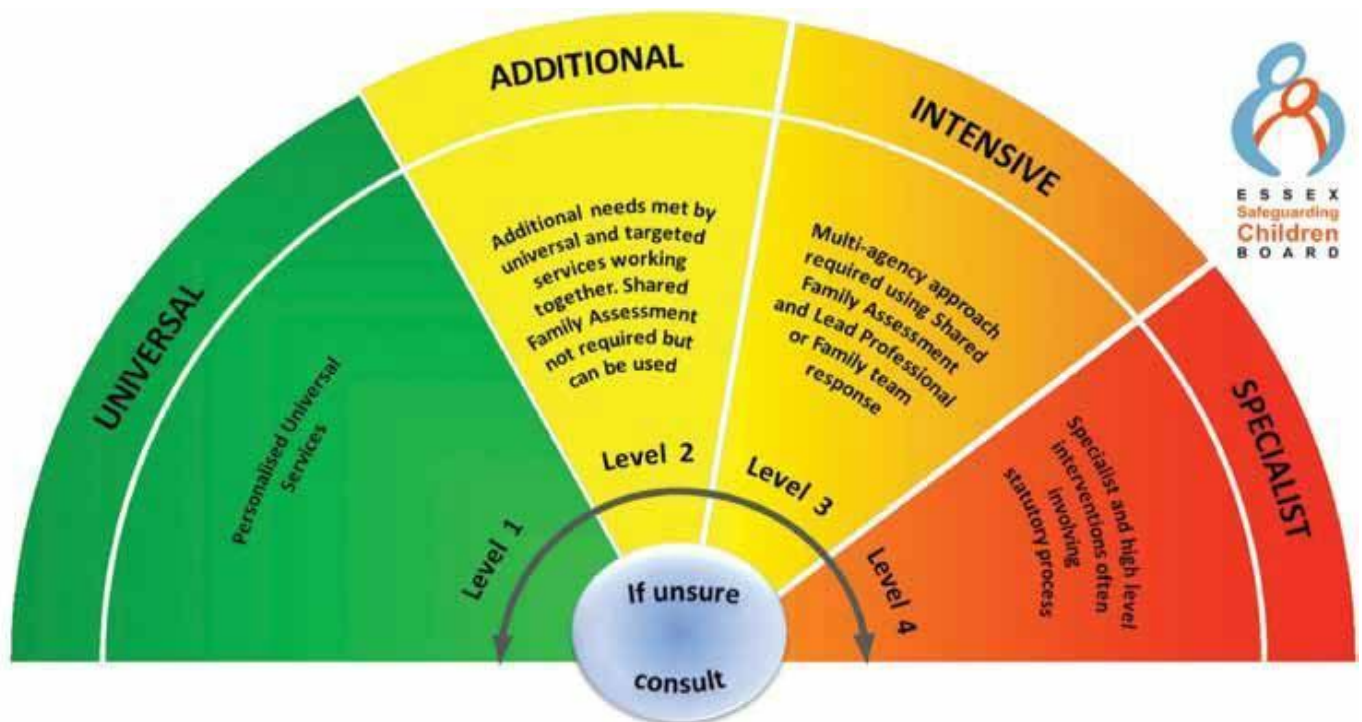 UNIVERSAL
Personalised Universal
Services
Level 1
ADDITIONAL
Additional needs met by
universal and targeted
services working
together. Shared
Family Assessment
not required but
can be used
Level 2
INTENSIVE
Multi-agency approach
required using Shared
Family Assessment
and Lead Professional
or Family team
response
Level 3
SPECIALIST
Specialist and high level
interventions often
involving
statutory process
Level 4
If unsure
consult
ESSEX
Safeguarding
Children
BOARD